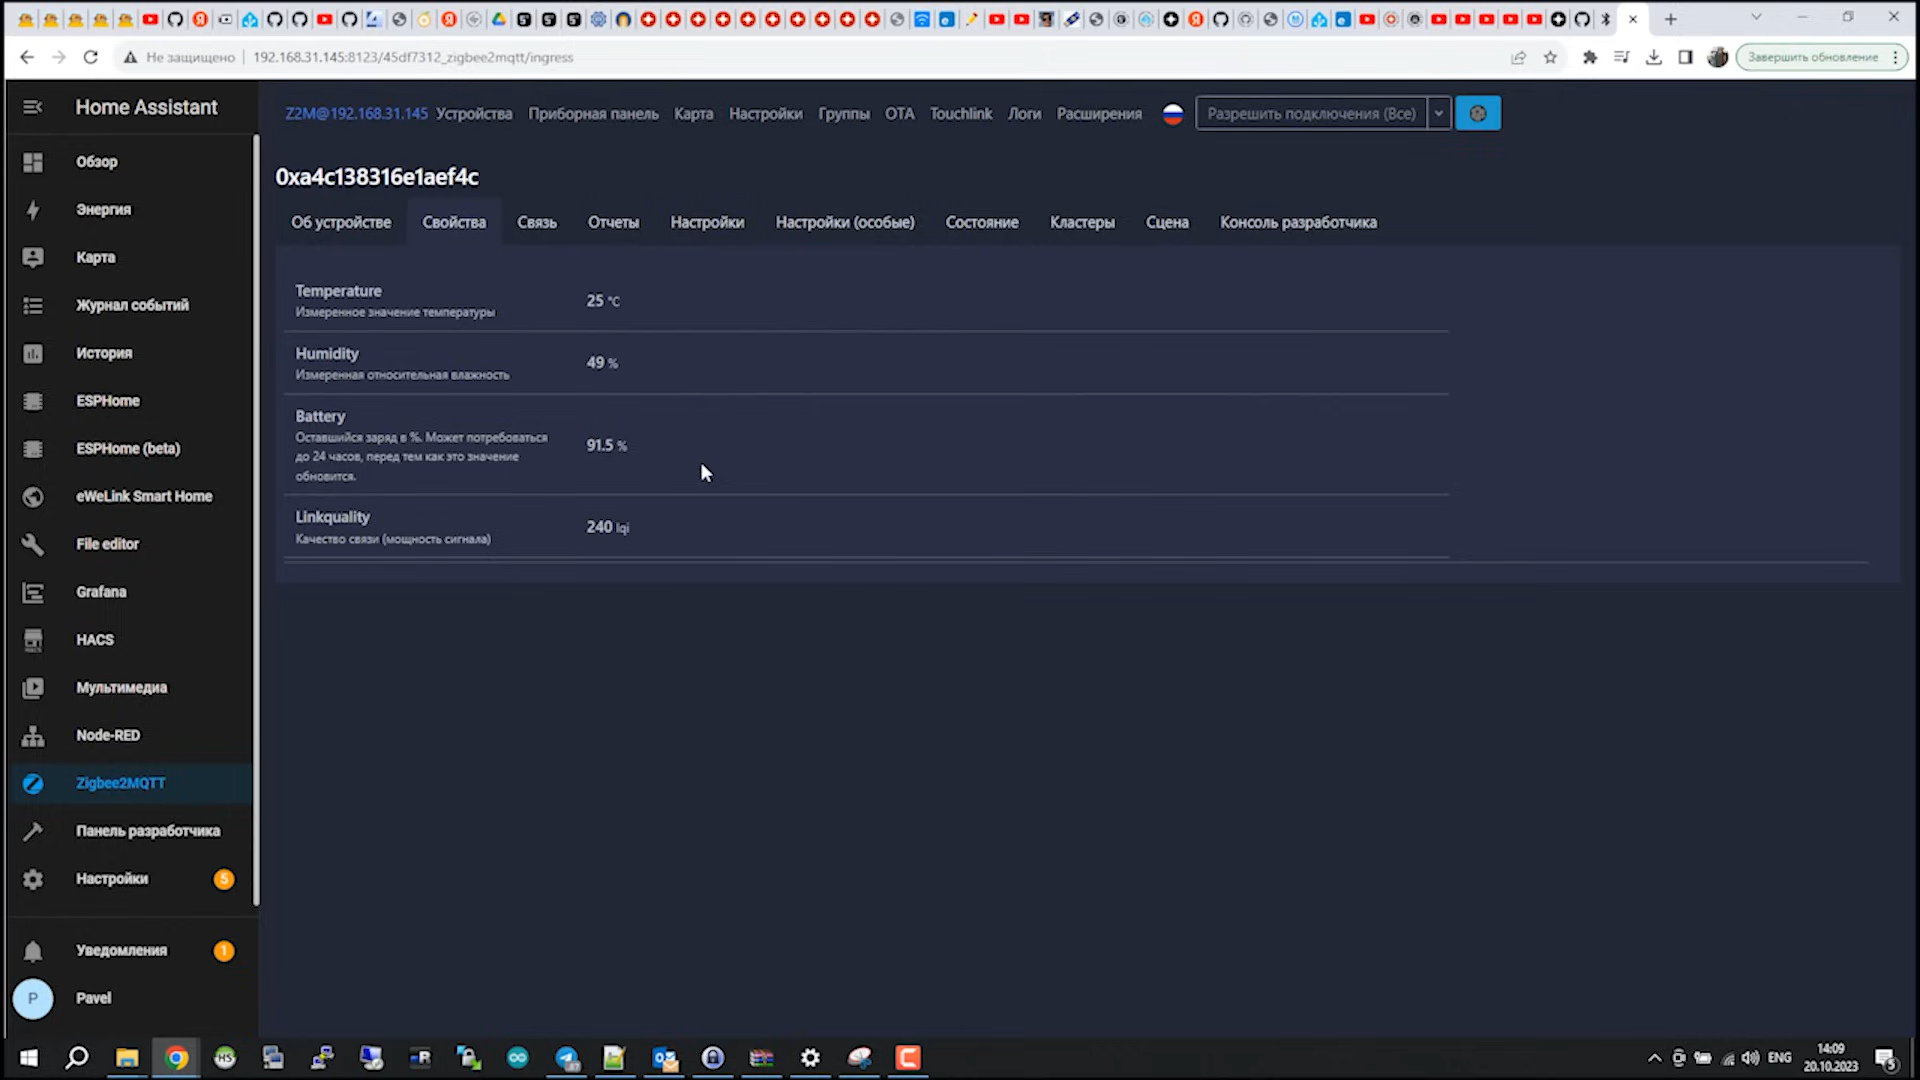 Не защищено
192.168.31.145:8123/45df7312_zigbee2mqtt/ingress
Завершить обновление
Home Assistant
Обзор
Энергия
Карта
Журнал событий
История
ESPHome
ESPHome (beta)
eWeLink Smart Home
File editor
Grafana
HACS
Мультимедиа
Node-RED
Zigbee2MQTT
Панель разработчика
Настройки 5
Уведомления 1
P Pavel
Z2M@192.168.31.145 Устройства Приборная панель Карта Настройки Группы OTA Touchlink Логи Расширения
Разрешить подключения (Все)
0xa4c138316e1aef4c
Об устройстве Свойства Связь Отчеты Настройки Настройки (особые) Состояние Кластеры Сцена Консоль разработчика
Temperature
Измеренное значение температуры
25 °C
Humidity
Измеренная относительная влажность
49 %
Battery
Оставшийся заряд в %. Может потребоваться
до 24 часов, перед тем как это значение
обновится.
91.5 %
Linkquality
Качество связи (мощность сигнала)
240 lqi
ENG
14:09
20.10.2023